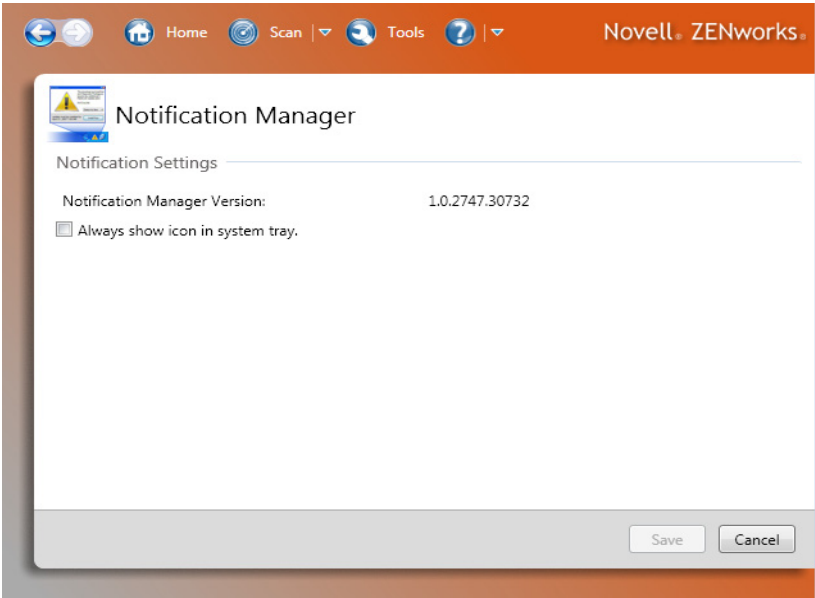 Home Scan Tools ? Novell® ZENworks®
Notification Manager
Notification Settings
Notification Manager Version: 1.0.2747.30732
Always show icon in system tray.
Save Cancel